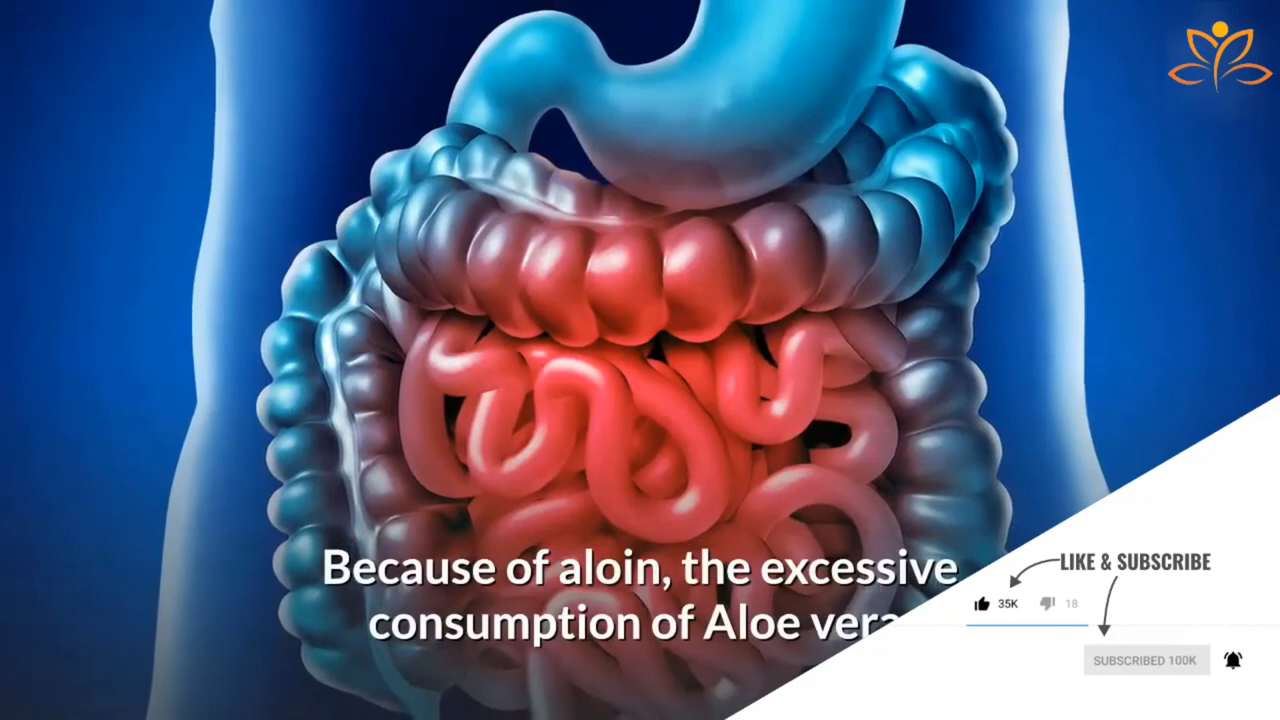 Because of aloin, the excessive
consumption of Aloe vera
LIKE & SUBSCRIBE
35K 18
SUBSCRIBED 100K